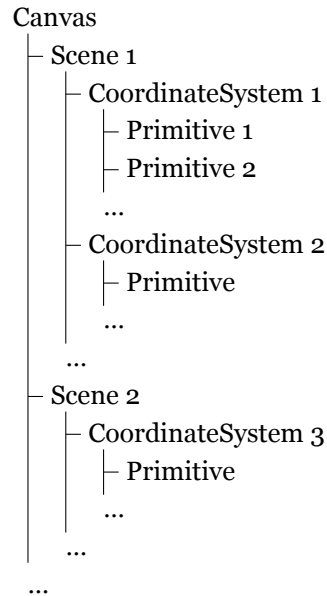 Canvas
Scene 1
CoordinateSystem 1
Primitive 1
Primitive 2
...
CoordinateSystem 2
Primitive
...
...
Scene 2
CoordinateSystem 3
Primitive
...
...
...